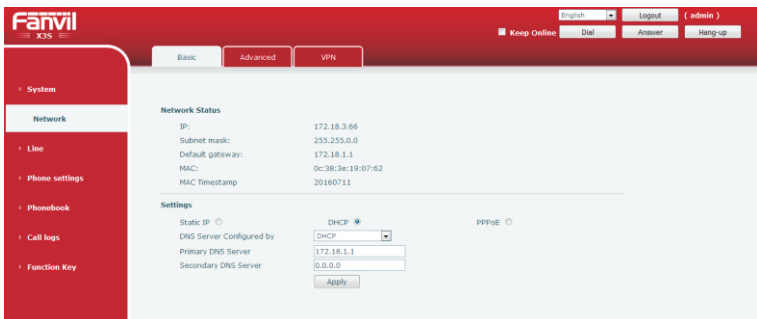 Fanvil
X3S
English Logout ( admin )
Keep Online Dial Answer Hang-up
Basic Advanced VPN
› System
Network
› Line
› Phone settings
› Phonebook
› Call logs
› Function Key
Network Status
IP: 172.18.3.66
Subnet mask: 255.255.0.0
Default gateway: 172.18.1.1
MAC: 0c:38:3e:19:07:62
MAC Timestamp 20160711
Settings
Static IP DHCP PPPoE
DNS Server Configured by DHCP
Primary DNS Server 172.18.1.1
Secondary DNS Server 0.0.0.0
Apply